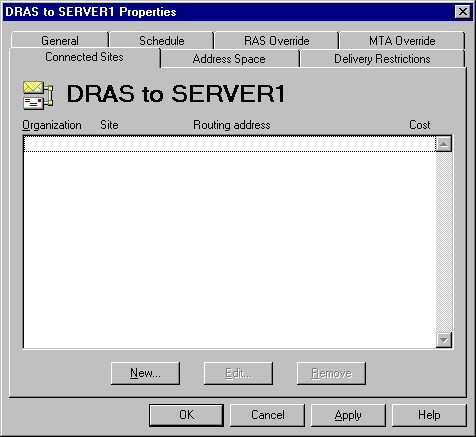 DRAS to SERVER1 Properties
General Schedule RAS Override MTA Override
Connected Sites Address Space Delivery Restrictions
DRAS to SERVER1
Organization Site Routing address Cost
New... Edit... Remove
OK Cancel Apply Help